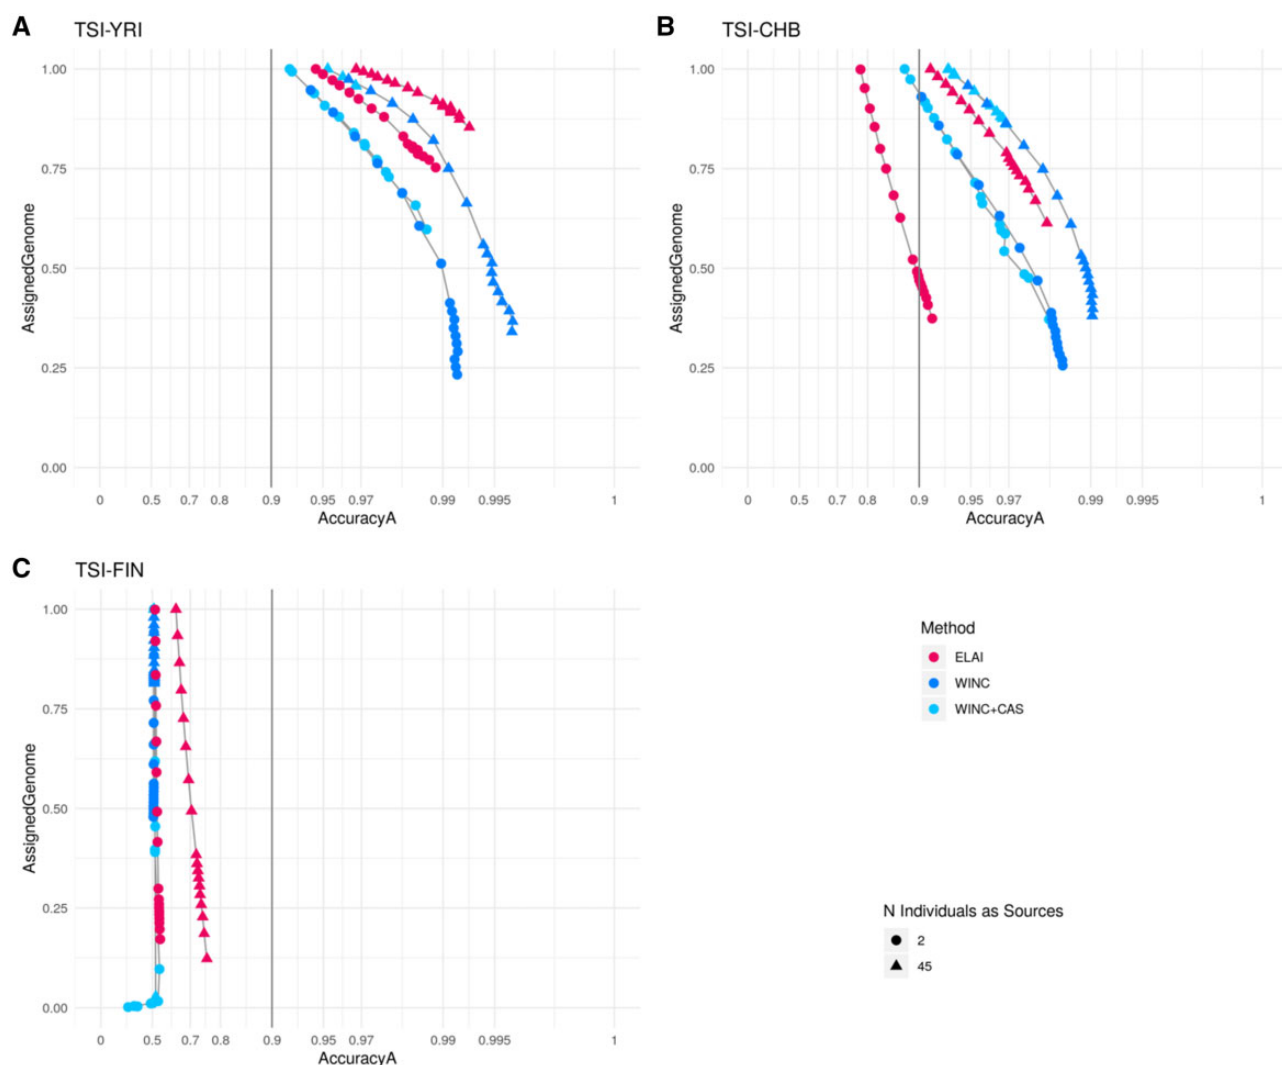 A TSI-YRI
1.00
0.75
0.50
0.25
0.00
AssignedGenome
0 0.5 0.7 0.8 0.9 0.95 0.97 0.99 0.995 1
AccuracyA
B TSI-CHB
1.00
0.75
0.50
0.25
0.00
AssignedGenome
0 0.5 0.7 0.8 0.9 0.95 0.97 0.99 0.995 1
AccuracyA
C TSI-FIN
1.00
0.75
0.50
0.25
0.00
AssignedGenome
0 0.5 0.7 0.8 0.9 0.95 0.97 0.99 0.995 1
AccuracyA
Method
ELAI
WINC
WINC+CAS
N Individuals as Sources
2
45